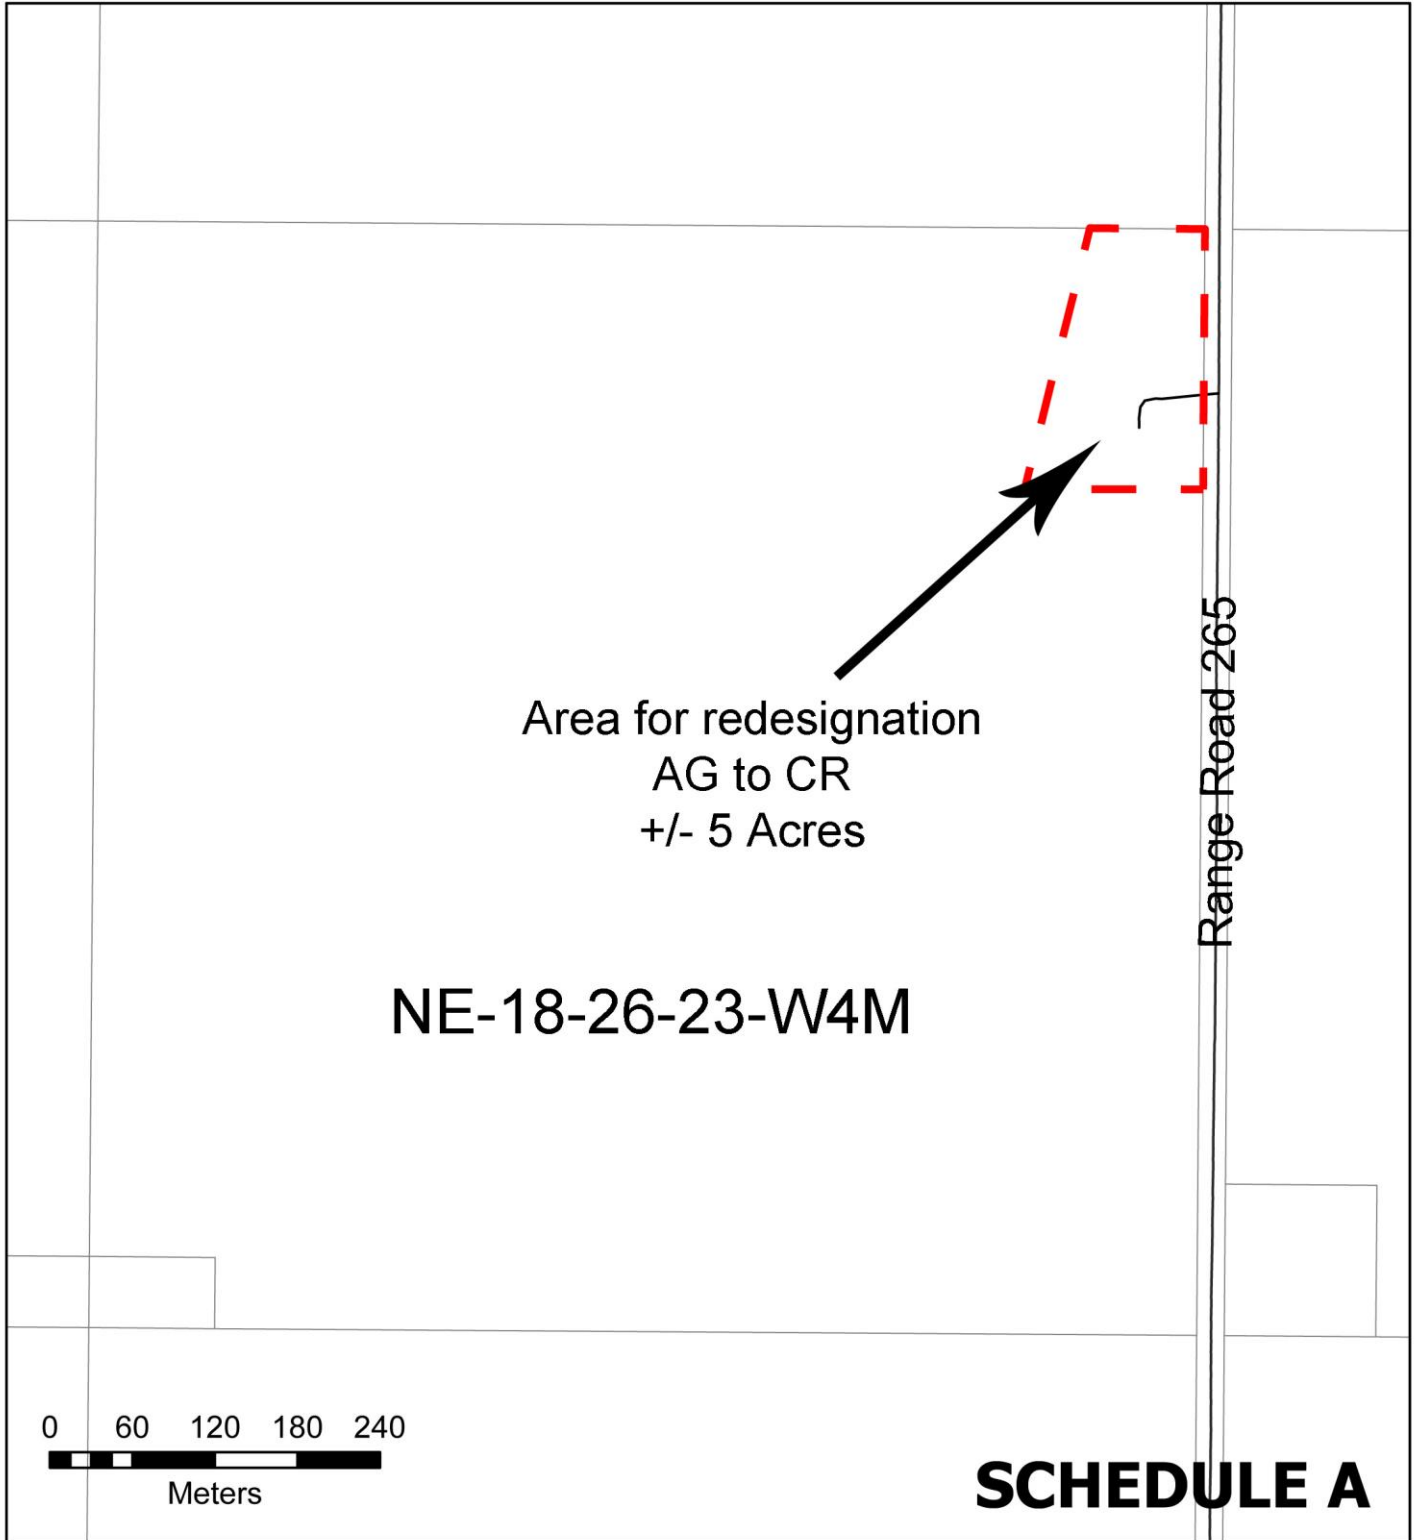 Area for redesignation
AG to CR
+/- 5 Acres
Range Road 265
NE-18-26-23-W4M
0 60 120 180 240
Meters
SCHEDULE A